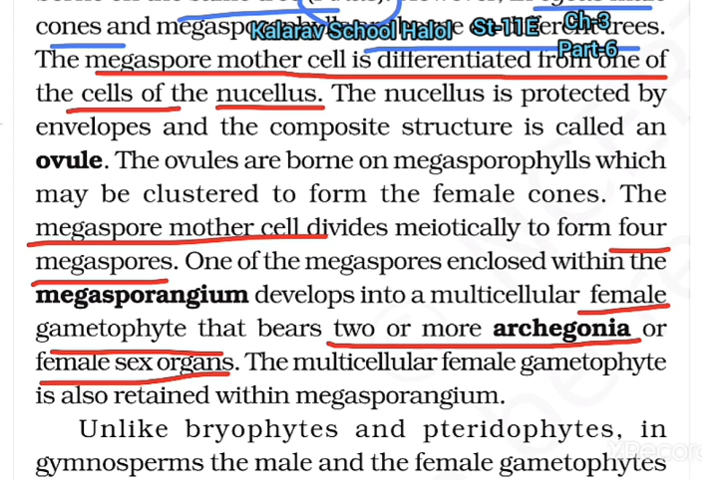 cones and megasporophylls Kalarav School Halol St-11E Ch-3 trees.
The megaspore mother cell is differentiated from one of
Part-6
the cells of the nucellus. The nucellus is protected by
envelopes and the composite structure is called an
ovule. The ovules are borne on megasporophylls which
may be clustered to form the female cones. The
megaspore mother cell divides meiotically to form four
megaspores. One of the megaspores enclosed within the
megasporangium develops into a multicellular female
gametophyte that bears two or more archegonia or
female sex organs. The multicellular female gametophyte
is also retained within megasporangium.
Unlike bryophytes and pteridophytes, in
gymnosperms the male and the female gametophytes
XRecorder